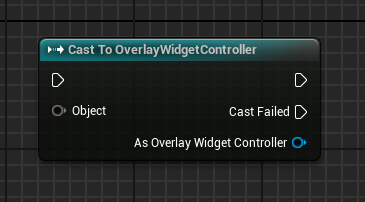 Cast To OverlayWidgetController
Object
Cast Failed
As Overlay Widget Controller